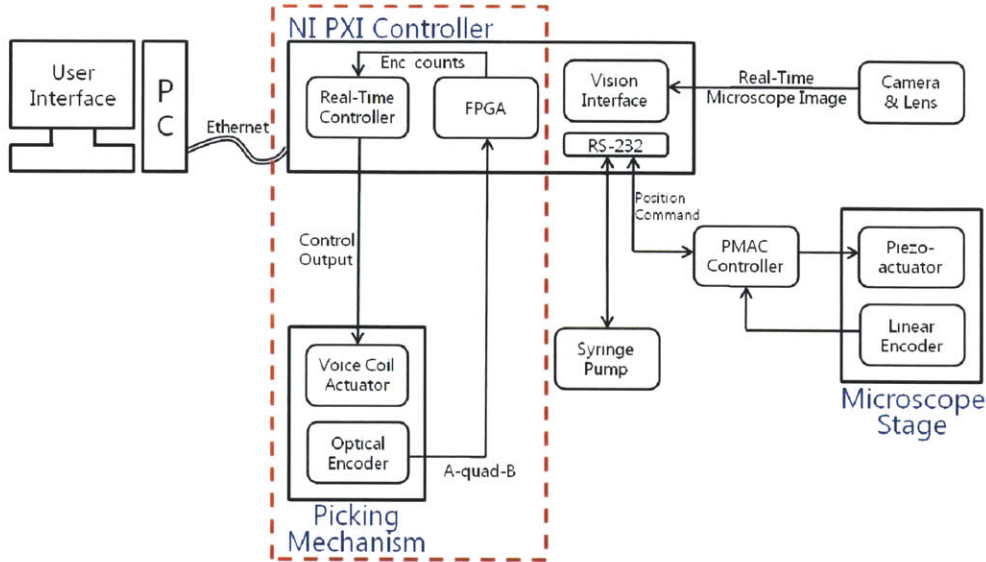 NI PXI Controller
User
Interface
P
C
Ethernet
Enc counts
Real-Time
Controller
FPGA
Vision
Interface
RS-232
Real-Time
Microscope Image
Camera
& Lens
Control
Output
Position
Command
PMAC
Controller
Piezo-
actuator
Linear
Encoder
Microscope
Stage
Voice Coil
Actuator
Optical
Encoder
A-quad-B
Picking
Mechanism
Syringe
Pump